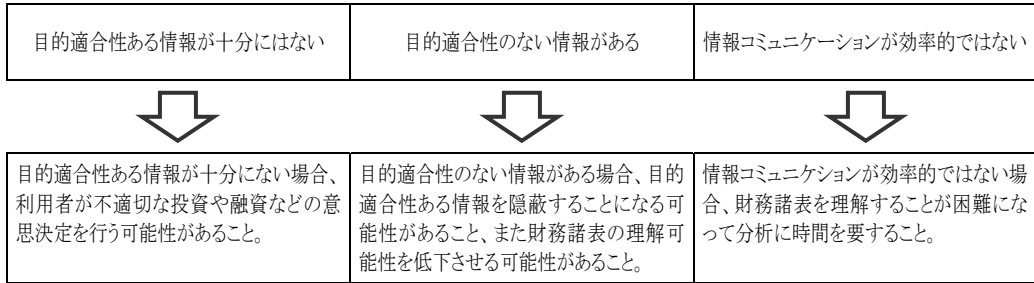 目的適合性ある情報が十分にはない
目的適合性のない情報がある
情報コミュニケーションが効率的ではない
目的適合性ある情報が十分にない場合、
利用者が不適切な投資や融資などの意
思決定を行う可能性があること。
目的適合性のない情報がある場合、目的
適合性ある情報を隠蔽することになる可
能性があること、また財務諸表の理解可
能性を低下させる可能性があること。
情報コミュニケションが効率的ではない場
合、財務諸表を理解することが困難にな
って分析に時間を要すること。